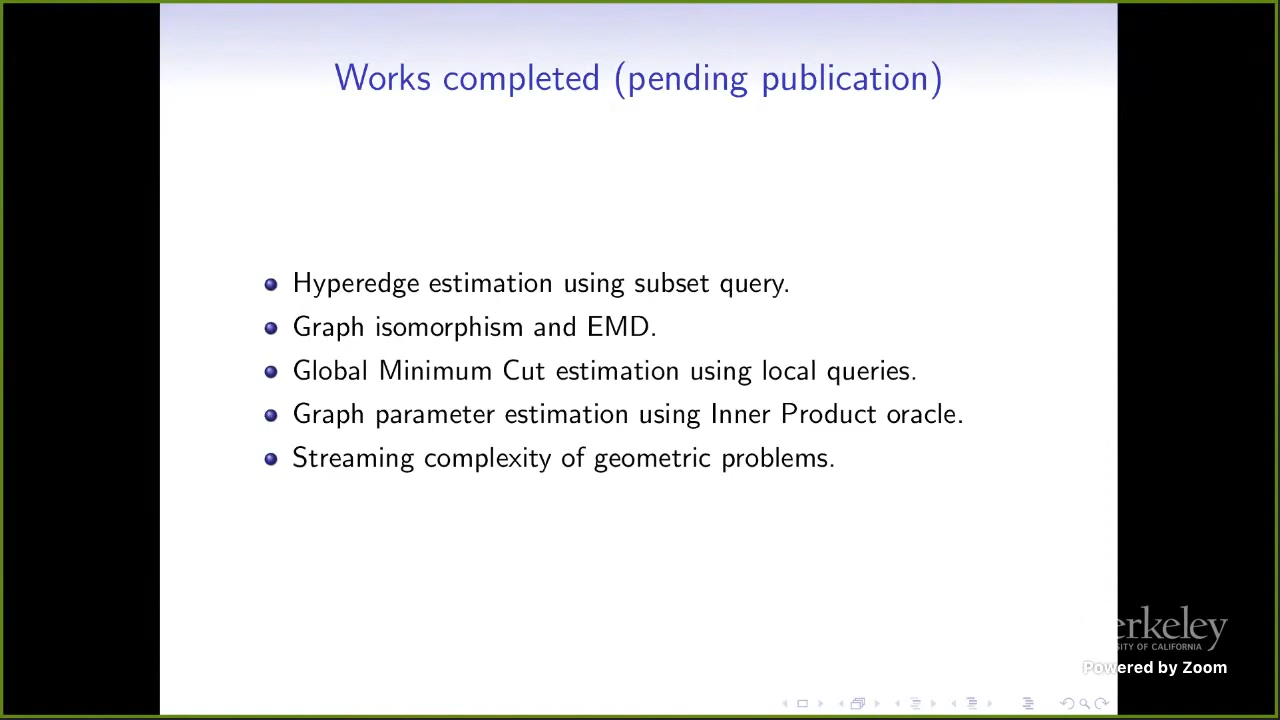 Works completed (pending publication)
Hyperedge estimation using subset query.
Graph isomorphism and EMD.
Global Minimum Cut estimation using local queries.
Graph parameter estimation using Inner Product oracle.
Streaming complexity of geometric problems.
erkeley
SITY OF CALIFORNIA
Powered by Zoom